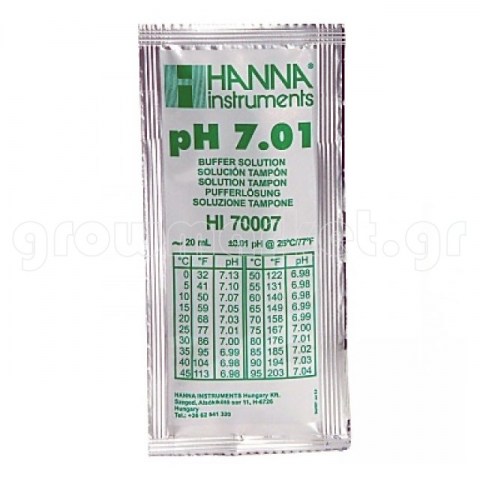 HANNA®
instruments
pH 7.01
BUFFER SOLUTION
SOLUCIÓN TAMPÓN
SOLUTION TAMPON
PUFFERLÖSUNG
SOLUZIONE TAMPONE
HI 70007
~ 20 mL ±0.01 pH @ 25°C/77°F
°C °F pH °C °F pH
0 32 7.13 50 122 6.98
5 41 7.10 55 131 6.98
10 50 7.07 60 140 6.98
15 59 7.05 65 149 6.98
20 68 7.03 70 158 6.99
25 77 7.01 75 167 7.00
30 86 7.00 80 176 7.01
35 95 6.99 85 185 7.02
40 104 6.98 90 194 7.03
45 113 6.98 95 203 7.04
HANNA INSTRUMENTS Hungary Kft.
Szeged, 11, H-6726
Hungary
growmarket.gr